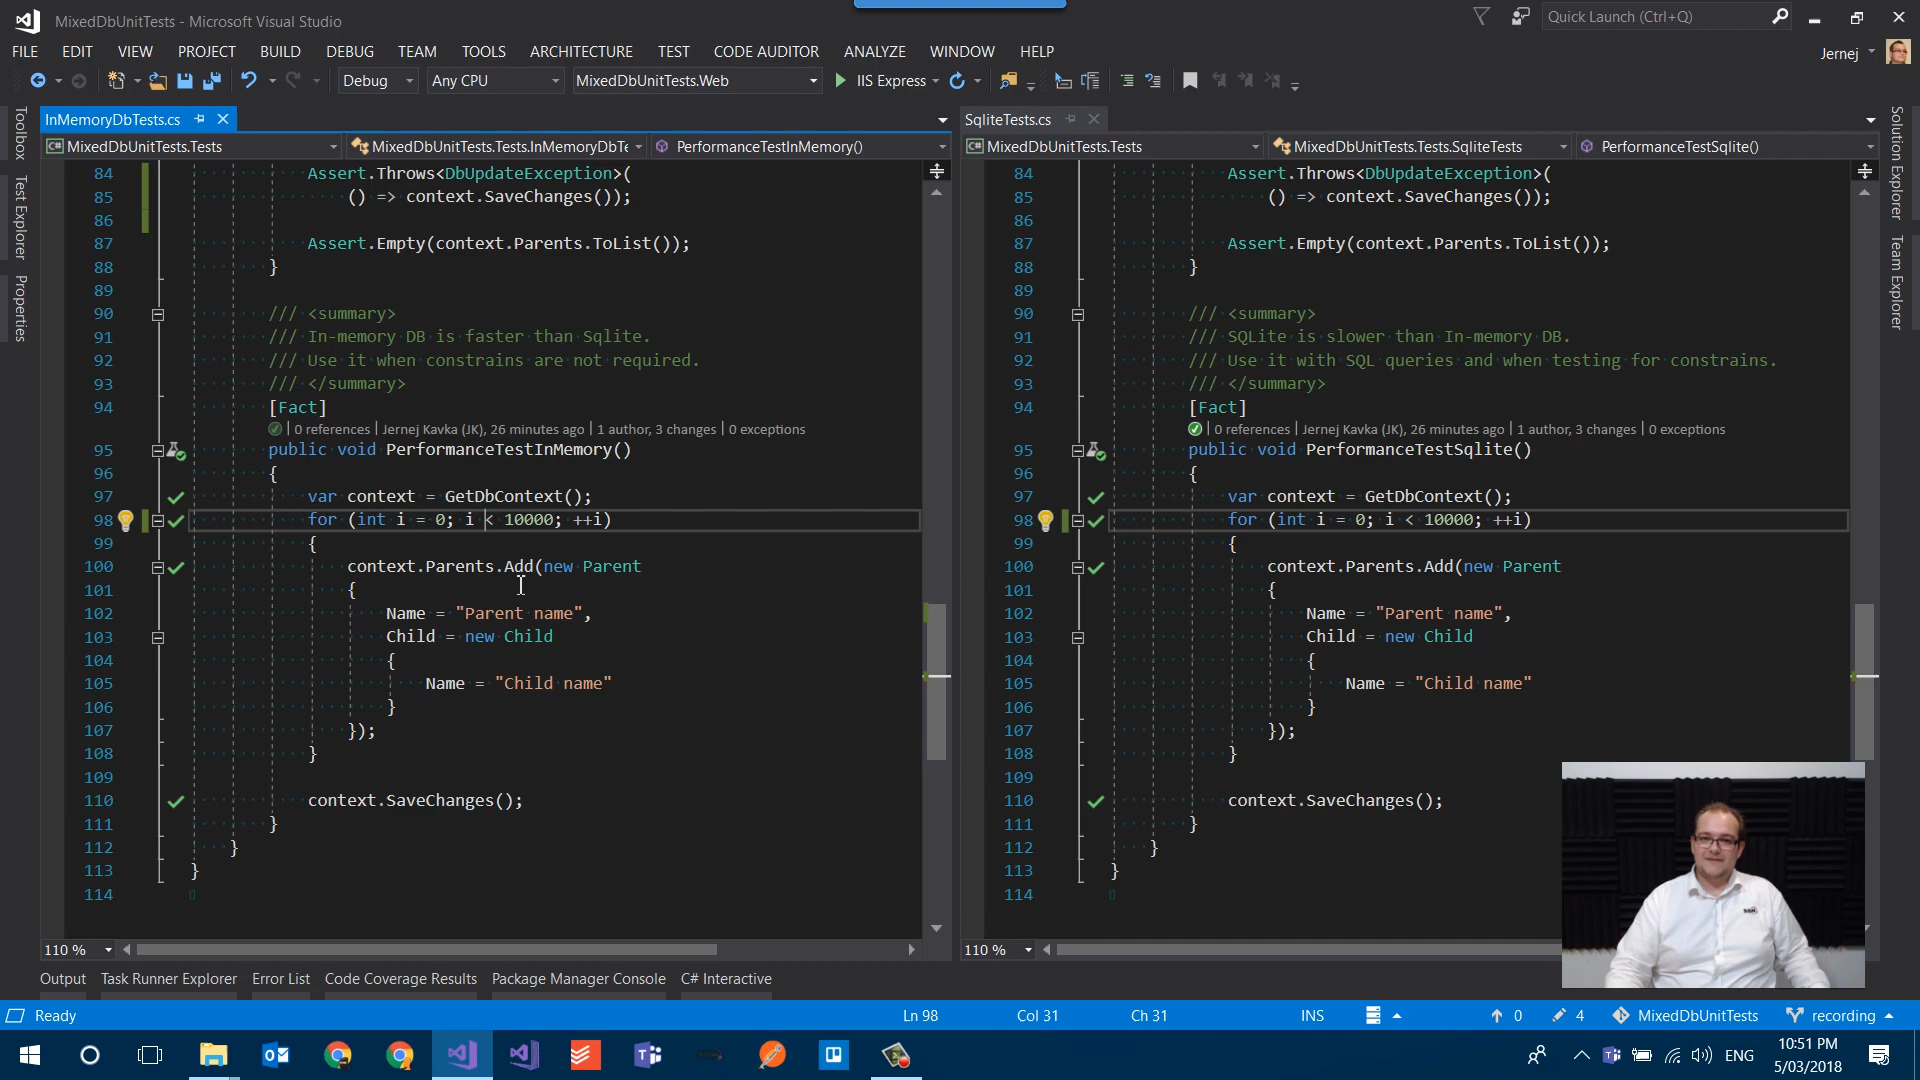 MixedDbUnitTests - Microsoft Visual Studio
Quick Launch (Ctrl+Q)
FILE EDIT VIEW PROJECT BUILD DEBUG TEAM TOOLS ARCHITECTURE TEST CODE AUDITOR ANALYZE WINDOW HELP
Jernej
Debug Any CPU MixedDbUnitTests.Web IIS Express
Toolbox
Test Explorer
Properties
InMemoryDbTests.cs
MixedDbUnitTests.Tests MixedDbUnitTests.Tests.InMemoryDbTe PerformanceTestInMemory()
84 Assert.Throws<DbUpdateException>(
85 () => context.SaveChanges());
86
87 Assert.Empty(context.Parents.ToList());
88 }
89
90 /// <summary>
91 /// In-memory DB is faster than Sqlite.
92 /// Use it when constrains are not required.
93 /// </summary>
94 [Fact]
0 references | Jernej Kavka (JK), 26 minutes ago | 1 author, 3 changes | 0 exceptions
95 public void PerformanceTestInMemory()
96 {
97 var context = GetDbContext();
98 for (int i = 0; i < 10000; ++i)
99 {
100 context.Parents.Add(new Parent
101 {
102 Name = "Parent name",
103 Child = new Child
104 {
105 Name = "Child name"
106 }
107 });
108 }
109
110 context.SaveChanges();
111 }
112 }
113 }
114
110 %
SqliteTests.cs
MixedDbUnitTests.Tests MixedDbUnitTests.Tests.SqliteTests PerformanceTestSqlite()
84 Assert.Throws<DbUpdateException>(
85 () => context.SaveChanges());
86
87 Assert.Empty(context.Parents.ToList());
88 }
89
90 /// <summary>
91 /// SQLite is slower than In-memory DB.
92 /// Use it with SQL queries and when testing for constrains.
93 /// </summary>
94 [Fact]
0 references | Jernej Kavka (JK), 26 minutes ago | 1 author, 3 changes | 0 exceptions
95 public void PerformanceTestSqlite()
96 {
97 var context = GetDbContext();
98 for (int i = 0; i < 10000; ++i)
99 {
100 context.Parents.Add(new Parent
101 {
102 Name = "Parent name",
103 Child = new Child
104 {
105 Name = "Child name"
106 }
107 });
108 }
109
110 context.SaveChanges();
111 }
112 }
113 }
114
110 %
Solution Explorer
Team Explorer
Output Task Runner Explorer Error List Code Coverage Results Package Manager Console C# Interactive
Ready Ln 98 Col 31 Ch 31 INS 0 4 MixedDbUnitTests recording
ENG
10:51 PM
5/03/2018